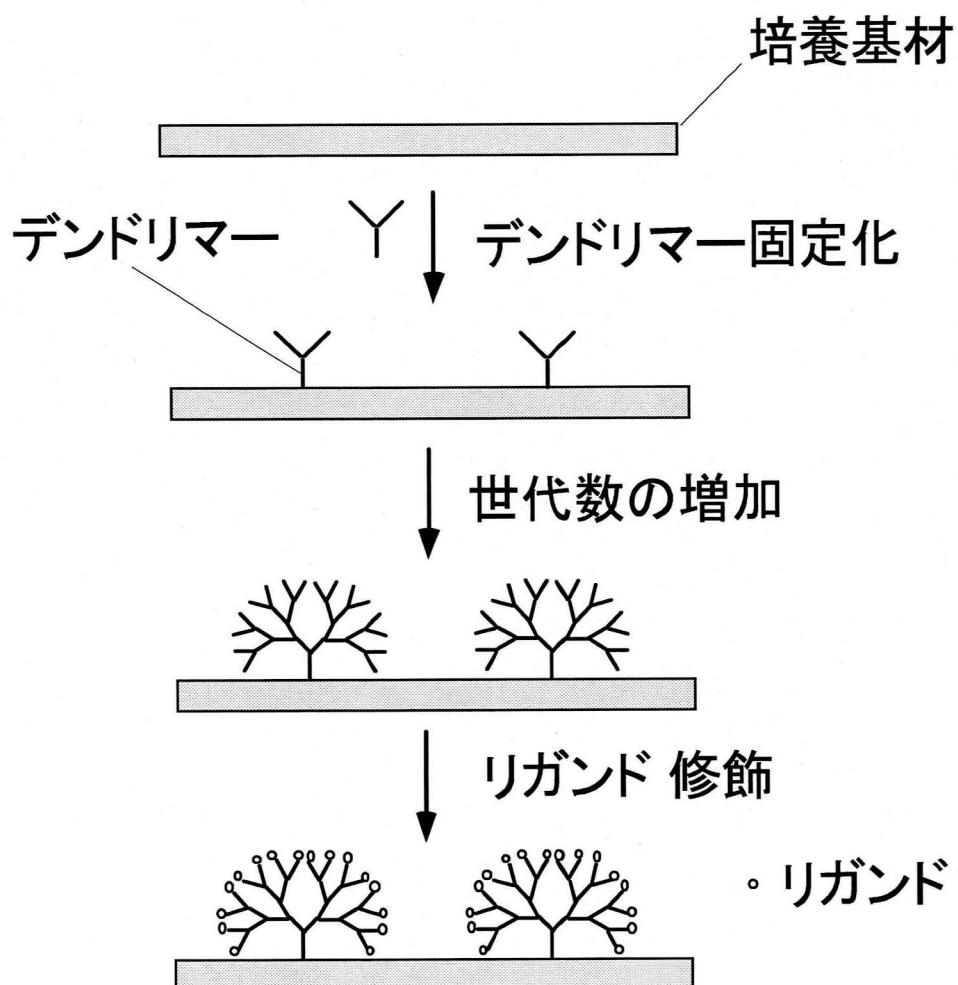 培養基材
デンドリマー
デンドリマー固定化
世代数の増加
リガンド 修飾
リガンド